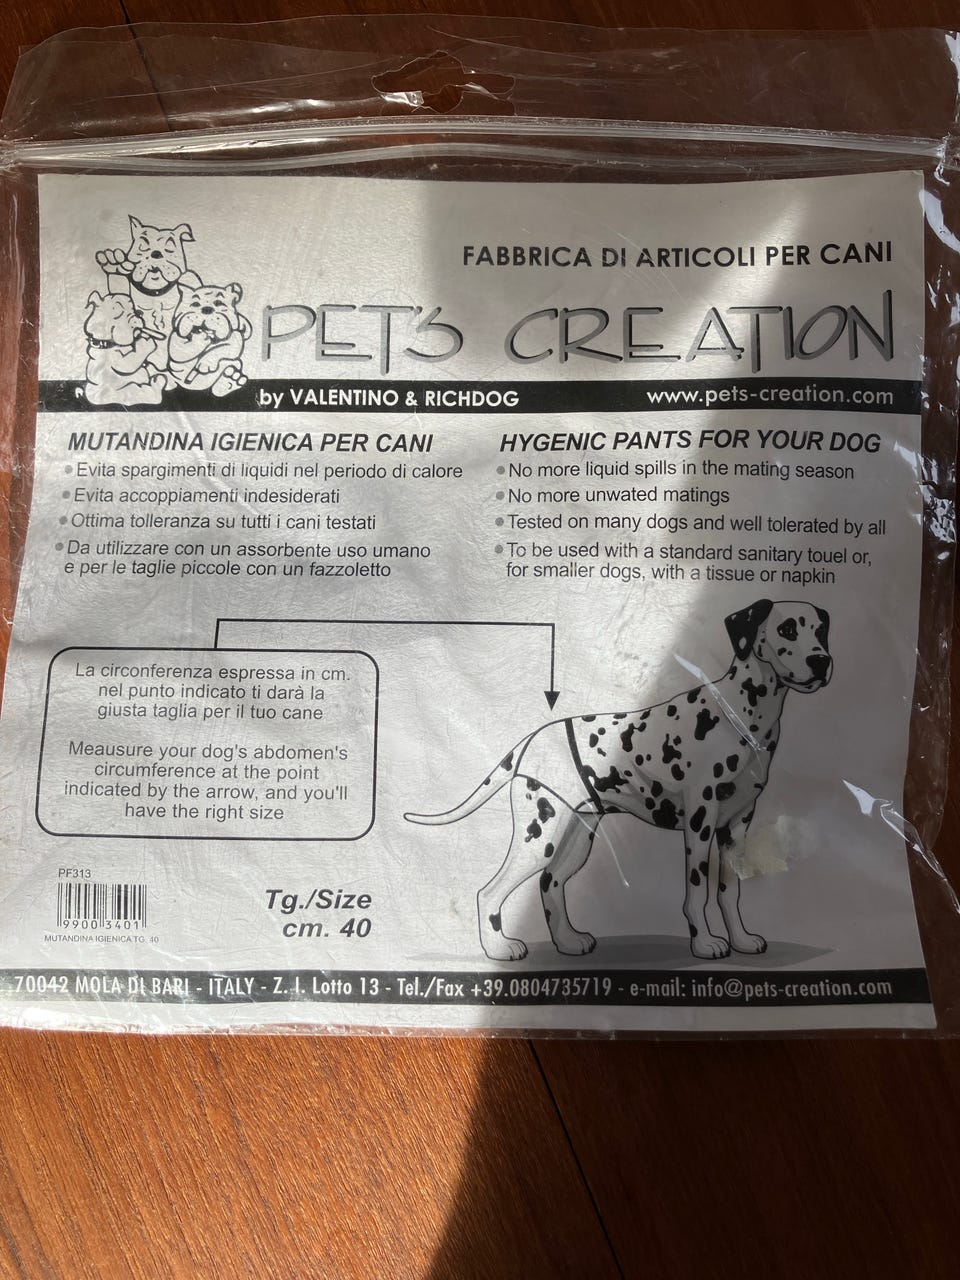 FABBRICA DI ARTICOLI PER CANI
PET'S CREATION
by VALENTINO & RICHDOG
www.pets-creation.com
MUTANDINA IGIENICA PER CANI
• Evita spargimenti di liquidi nel periodo di calore
• Evita accoppiamenti indesiderati
• Ottima tolleranza su tutti i cani testati
• Da utilizzare con un assorbente uso umano
e per le taglie piccole con un fazzoletto
HYGENIC PANTS FOR YOUR DOG
• No more liquid spills in the mating season
• No more unwated matings
• Tested on many dogs and well tolerated by all
• To be used with a standard sanitary touel or,
for smaller dogs, with a tissue or napkin
La circonferenza espressa in cm.
nel punto indicato ti darà la
giusta taglia per il tuo cane
Meausure your dog's abdomen's
circumference at the point
indicated by the arrow, and you'll
have the right size
PF313
9900 3401
MUTANDINA IGIENICA TG. 40
Tg./Size
cm. 40
70042 MOLA DI BARI - ITALY - Z. I. Lotto 13 - Tel./Fax +39.0804735719 - e-mail: info@pets-creation.com